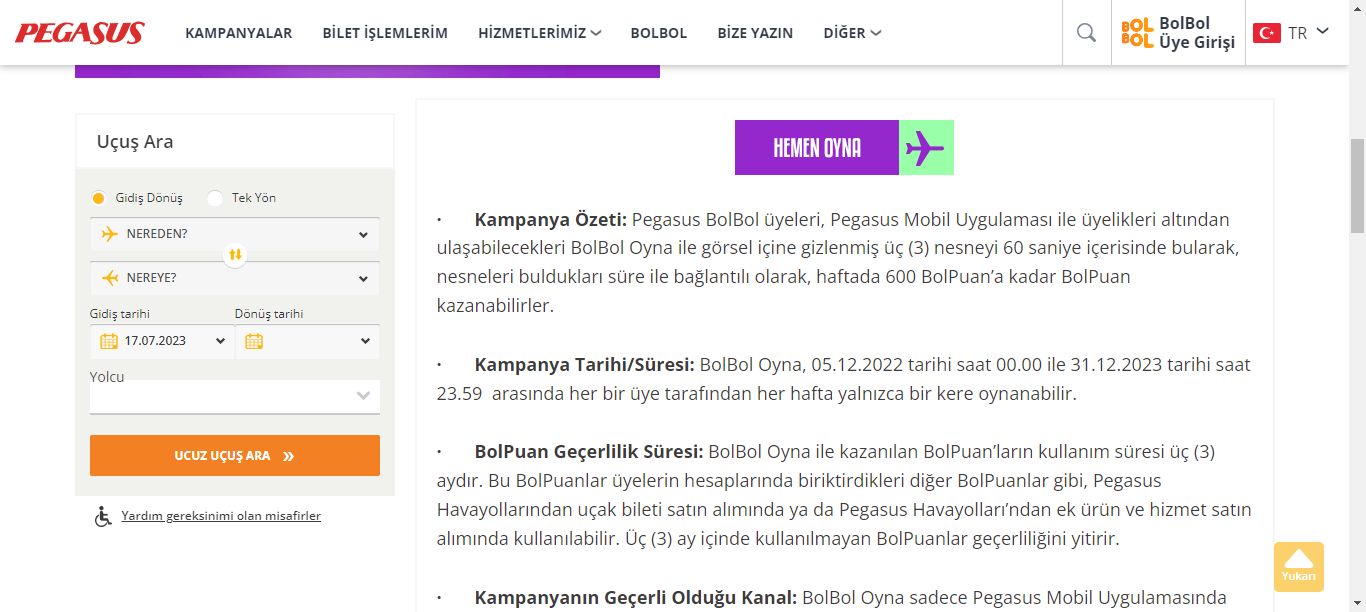 PEGASUS
KAMPANYALAR
BİLET İŞLEMLERİM
HİZMETLERİMİZ
BOLBOL
BİZE YAZIN
DİĞER
BOL
BOL
BolBol
Üye Girişi
TR
Uçuş Ara
Gidiş Dönüş
Tek Yön
NEREDEN?
NEREYE?
Gidiş tarihi
Dönüş tarihi
17.07.2023
Yolcu
UCUZ UÇUŞ ARA »
Yardım gereksinimi olan misafirler
HEMEN OYNA
· Kampanya Özeti: Pegasus BolBol üyeleri, Pegasus Mobil Uygulaması ile üyelikleri altından
ulaşabilecekleri BolBol Oyna ile görsel içine gizlenmiş üç (3) nesneyi 60 saniye içerisinde bularak,
nesneleri buldukları süre ile bağlantılı olarak, haftada 600 BolPuan’a kadar BolPuan
kazanabilirler.
· Kampanya Tarihi/Süresi: BolBol Oyna, 05.12.2022 tarihi saat 00.00 ile 31.12.2023 tarihi saat
23.59 arasında her bir üye tarafından her hafta yalnızca bir kere oynanabilir.
· BolPuan Geçerlilik Süresi: BolBol Oyna ile kazanılan BolPuan’ların kullanım süresi üç (3)
aydır. Bu BolPuanlar üyelerin hesaplarında biriktirdikleri diğer BolPuanlar gibi, Pegasus
Havayollarından uçak bileti satın alımında ya da Pegasus Havayolları’ndan ek ürün ve hizmet satın
alımında kullanılabilir. Üç (3) ay içinde kullanılmayan BolPuanlar geçerliliğini yitirir.
· Kampanyanın Geçerli Olduğu Kanal: BolBol Oyna sadece Pegasus Mobil Uygulamasında
Yukarı